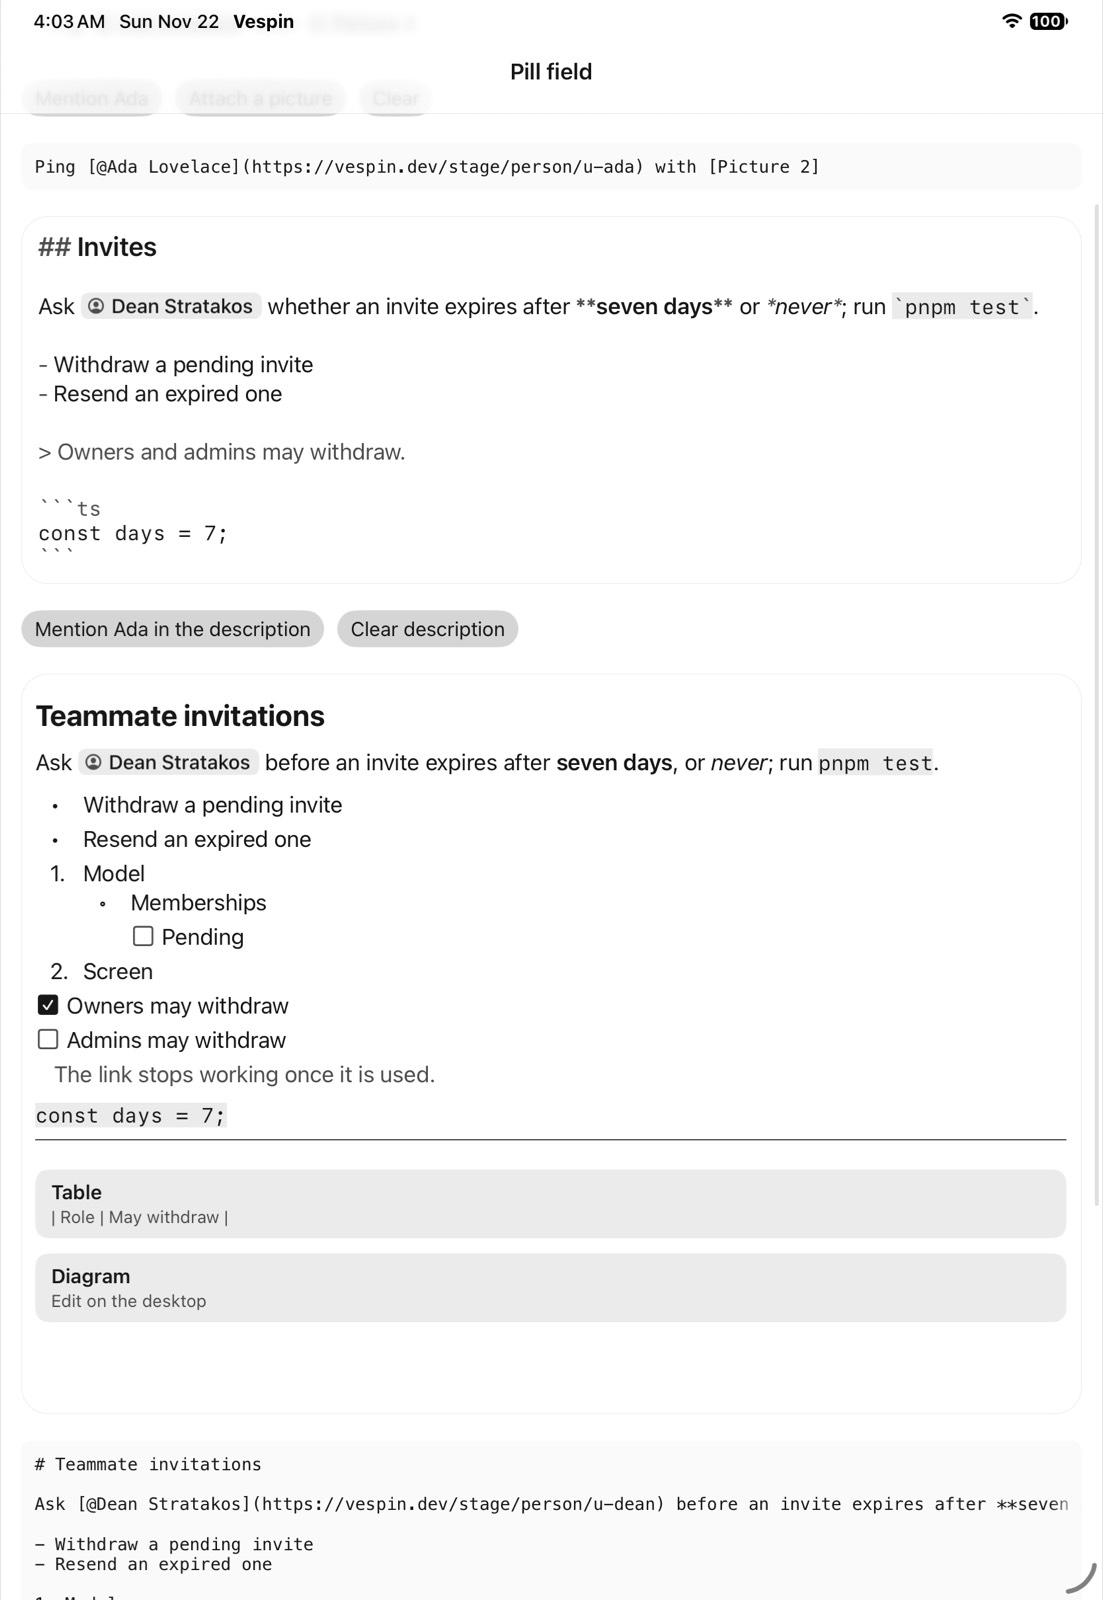 4:03 AM Sun Nov 22 Vespin
100
Pill field
Mention Ada
Attach a picture
Clear
Ping [@Ada Lovelace](https://vespin.dev/stage/person/u-ada) with [Picture 2]
## Invites
Ask Dean Stratakos whether an invite expires after **seven days** or *never*; run `pnpm test`.
- Withdraw a pending invite
- Resend an expired one
> Owners and admins may withdraw.
```ts
const days = 7;
```
Mention Ada in the description
Clear description
Teammate invitations
Ask Dean Stratakos before an invite expires after seven days, or never; run pnpm test.
• Withdraw a pending invite
• Resend an expired one
1. Model
◦ Memberships
Pending
2. Screen
Owners may withdraw
Admins may withdraw
The link stops working once it is used.
const days = 7;
Table
| Role | May withdraw |
Diagram
Edit on the desktop
# Teammate invitations
Ask [@Dean Stratakos](https://vespin.dev/stage/person/u-dean) before an invite expires after **seven
- Withdraw a pending invite
- Resend an expired one